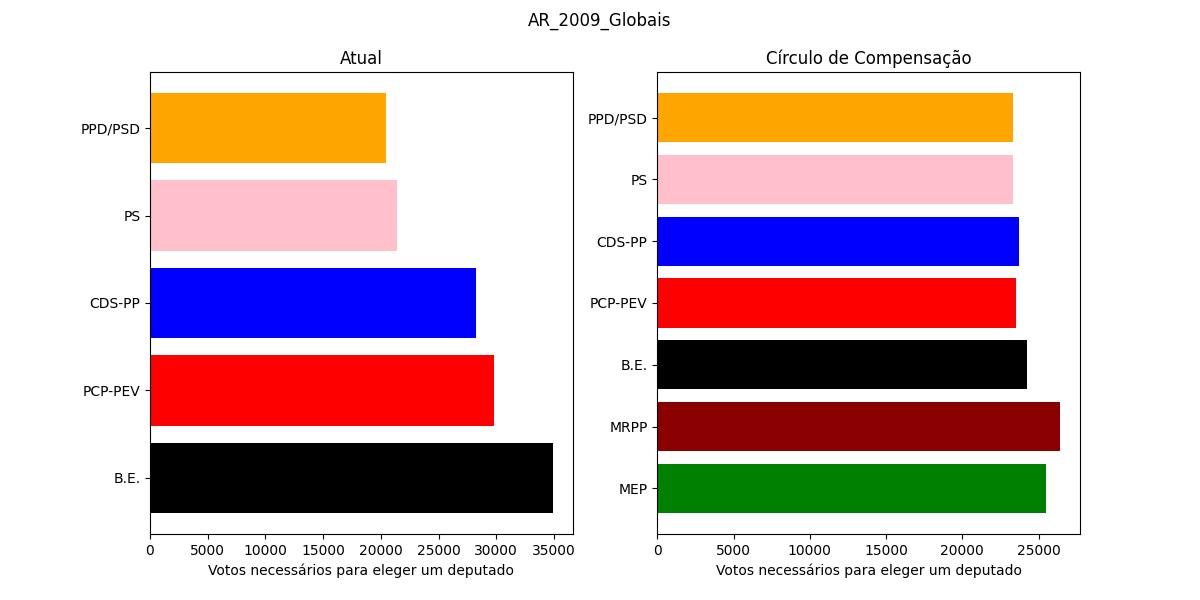 AR_2009_Globais
Atual
PPD/PSD
PS
CDS-PP
PCP-PEV
B.E.
0 5000 10000 15000 20000 25000 30000 35000
Votos necessários para eleger um deputado
Círculo de Compensação
PPD/PSD
PS
CDS-PP
PCP-PEV
B.E.
MRPP
MEP
0 5000 10000 15000 20000 25000
Votos necessários para eleger um deputado